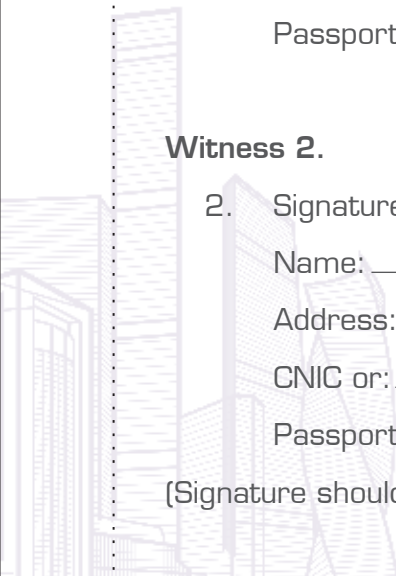 Passport
Witness 2.
2. Signature
Name:
Address:
CNIC or:
Passport
(Signature should